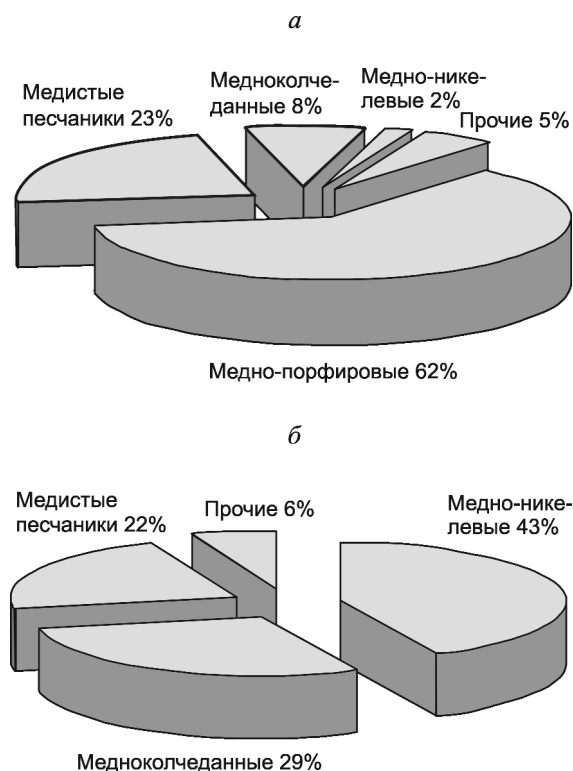 а
Медноколче-
данные 8%
Медно-нике-
левые 2%
Медистые
песчаники 23%
Прочие 5%
Медно-порфировые 62%
б
Медистые
песчаники 22%
Прочие 6%
Медно-нике-
левые 43%
Медноколчеданные 29%